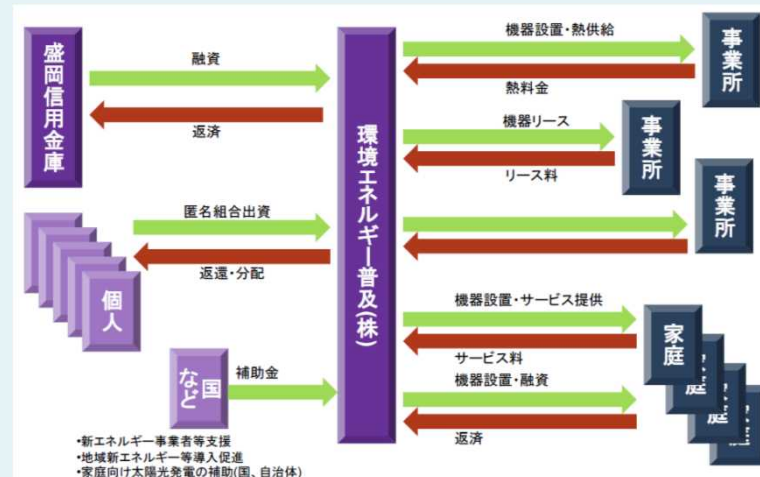 盛岡信用金庫
融資
返済
匿名組合出資
返還・分配
個人
国など
補助金
•新エネルギー事業者等支援
•地域新エネルギー等導入促進
•家庭向け太陽光発電の補助(国、自治体)
環境エネルギー普及(株)
機器設置・熱供給
熱料金
事業所
機器リース
リース料
事業所
事業所
機器設置・サービス提供
サービス料
機器設置・融資
返済
家庭
家庭
家庭
家庭